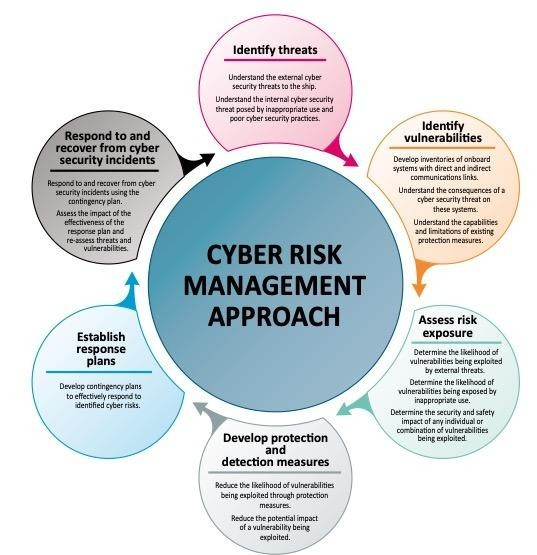 CYBER RISK
MANAGEMENT
APPROACH
Identify threats
Understand the external cyber
security threats to the ship.
Understand the internal cyber security
threat posed by inappropriate use and
poor cyber security practices.
Identify
vulnerabilities
Develop inventories of onboard
systems with direct and indirect
communications links.
Understand the consequences of a
cyber security threat on
these systems.
Understand the capabilities
and limitations of existing
protection measures.
Assess risk
exposure
Determine the likelihood of
vulnerabilities being exploited
by external threats.
Determine the likelihood of
vulnerabilities being exposed by
inappropriate use.
Determine the security and safety
impact of any individual or
combination of vulnerabilities
being exploited.
Develop protection
and
detection measures
Reduce the likelihood of vulnerabilities
being exploited through protection
measures.
Reduce the potential impact
of a vulnerability being
exploited.
Establish
response
plans
Develop contingency plans
to effectively respond to
identified cyber risks.
Respond to and
recover from cyber
security incidents
Respond to and recover from cyber
security incidents using the
contingency plan.
Assess the impact of the
effectiveness of the
response plan and
re-assess threats and
vulnerabilities.